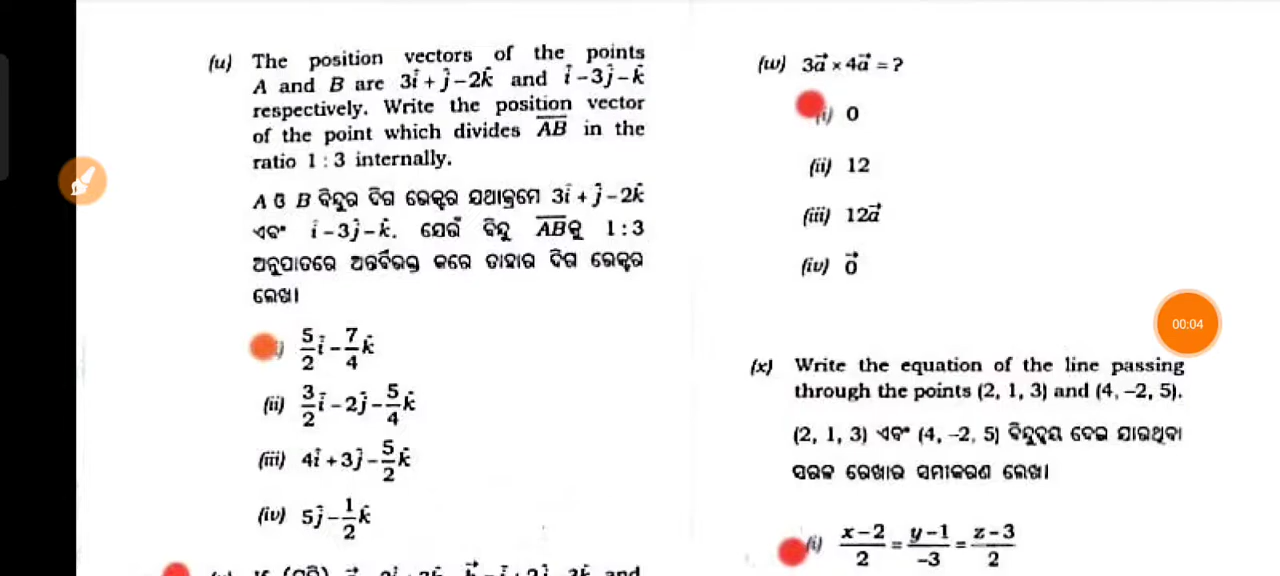 (u) The position vectors of the points
A and B are 3î + ĵ – 2k̂ and î – 3ĵ – k̂
respectively. Write the position vector
of the point which divides AB in the
ratio 1 : 3 internally.
A ଓ B ବିନ୍ଦୁର ଦିଗ ଭେକ୍ଟର ଯଥାକ୍ରମେ 3î + ĵ – 2k̂
ଏବଂ î – 3ĵ – k̂. ଯେଉଁ ବିନ୍ଦୁ ABକୁ 1 : 3
ଅନୁପାତରେ ଅନ୍ତର୍ବିଭକ୍ତ କରେ ତାହାର ଦିଗ ଭେକ୍ଟର
ଲେଖ।
5/2 î – 7/4 k̂
(ii) 3/2 î – 2ĵ – 5/4 k̂
(iii) 4î + 3ĵ – 5/2 k̂
(iv) 5ĵ – 1/2 k̂
(w) 3a⃗ × 4a⃗ = ?
(i) 0
(ii) 12
(iii) 12a⃗
(iv) 0⃗
00:04
(x) Write the equation of the line passing
through the points (2, 1, 3) and (4, –2, 5).
(2, 1, 3) ଏବଂ (4, –2, 5) ବିନ୍ଦୁଦ୍ୱୟ ଦେଇ ଯାଉଥିବା
ସରଳ ରେଖାର ସମୀକରଣ ଲେଖ।
(i) x – 2/2 = y – 1/–3 = z – 3/2